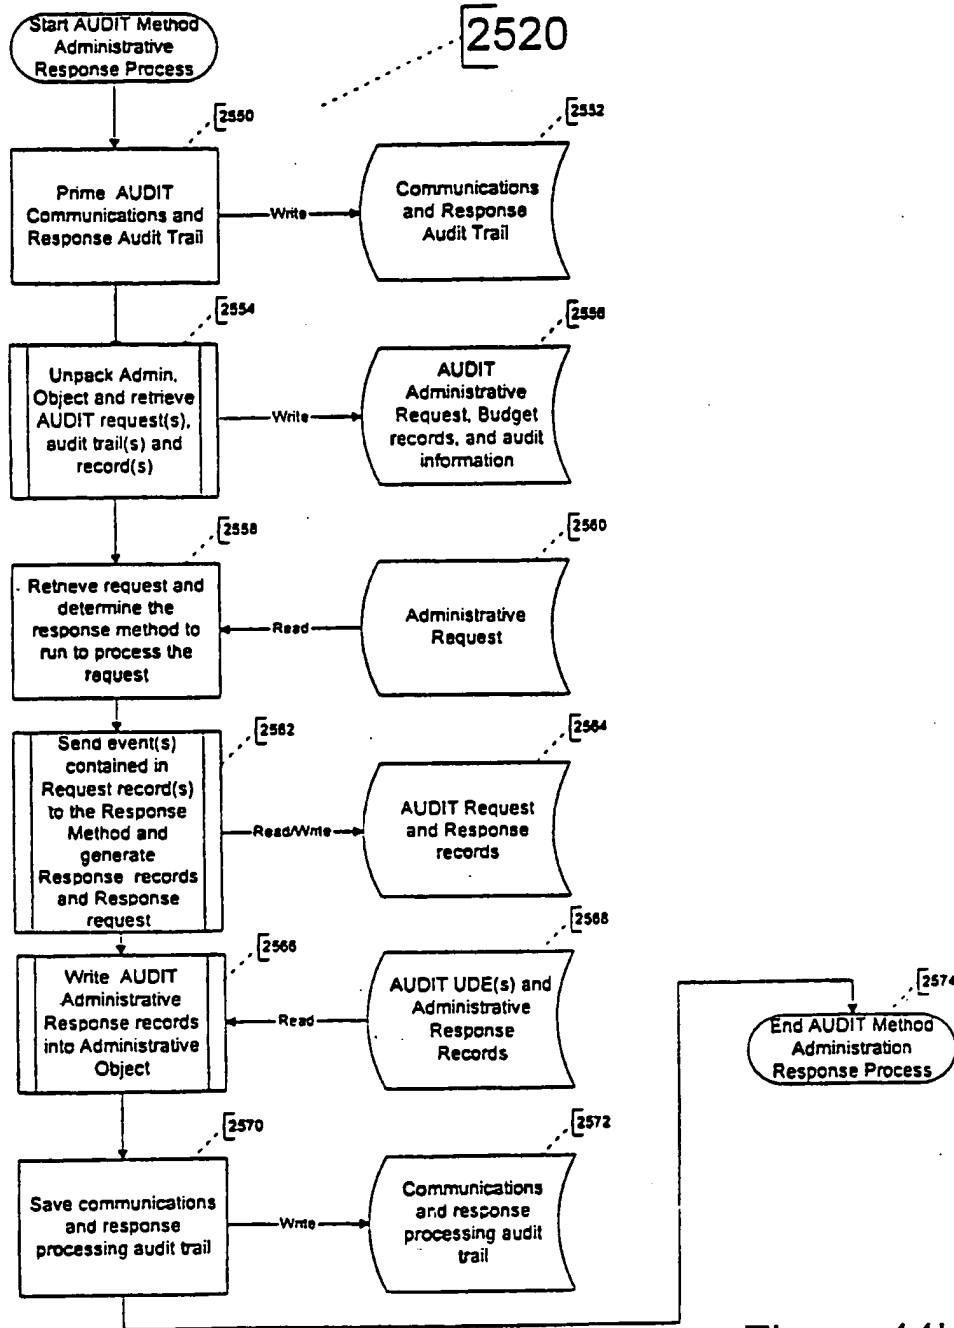 Start AUDIT Method
Administrative
Response Process
2520
2550
2552
Prime AUDIT
Communications and
Response Audit Trail
Write
Communications
and Response
Audit Trail
2554
2556
Unpack Admin.
Object and retrieve
AUDIT request(s),
audit trail(s) and
record(s)
Write
AUDIT
Administrative
Request, Budget
records, and audit
information
2558
2560
Retrieve request and
determine the
response method to
run to process the
request
Read
Administrative
Request
2562
2564
Send event(s)
contained in
Request record(s)
to the Response
Method and
generate
Response records
and Response
request
Read/Write
AUDIT Request
and Response
records
2566
2568
Write AUDIT
Administrative
Response records
into Administrative
Object
Read
AUDIT UDE(s) and
Administrative
Response
Records
2574
End AUDIT Method
Administration
Response Process
2570
2572
Save communications
and response
processing audit trail
Write
Communications
and response
processing audit
trail